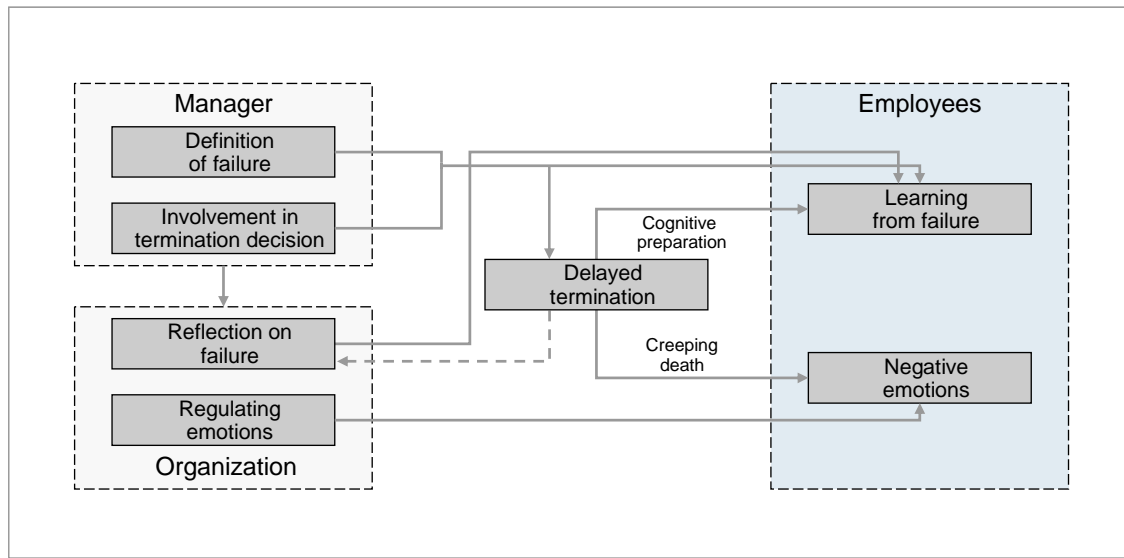 Manager
Definition
of failure
Involvement in
termination decision
Reflection on
failure
Regulating
emotions
Organization
Cognitive
preparation
Delayed
termination
Creeping
death
Employees
Learning
from failure
Negative
emotions